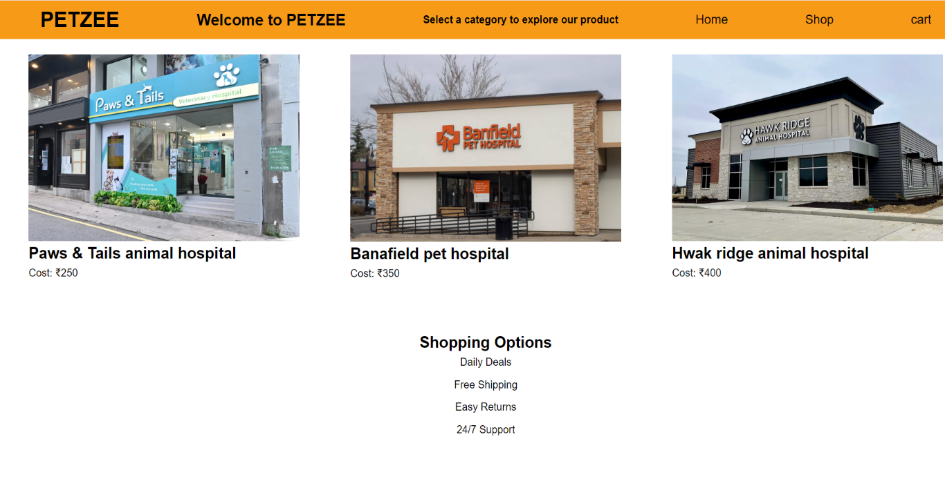 PETZEE Welcome to PETZEE Select a category to explore our product Home Shop cart
Paws & Tails
Veterinary Hospital
Banfield
PET HOSPITAL
HAWK RIDGE
ANIMAL HOSPITAL
Paws & Tails animal hospital
Cost: ₹250
Banafield pet hospital
Cost: ₹350
Hwak ridge animal hospital
Cost: ₹400
Shopping Options
Daily Deals
Free Shipping
Easy Returns
24/7 Support